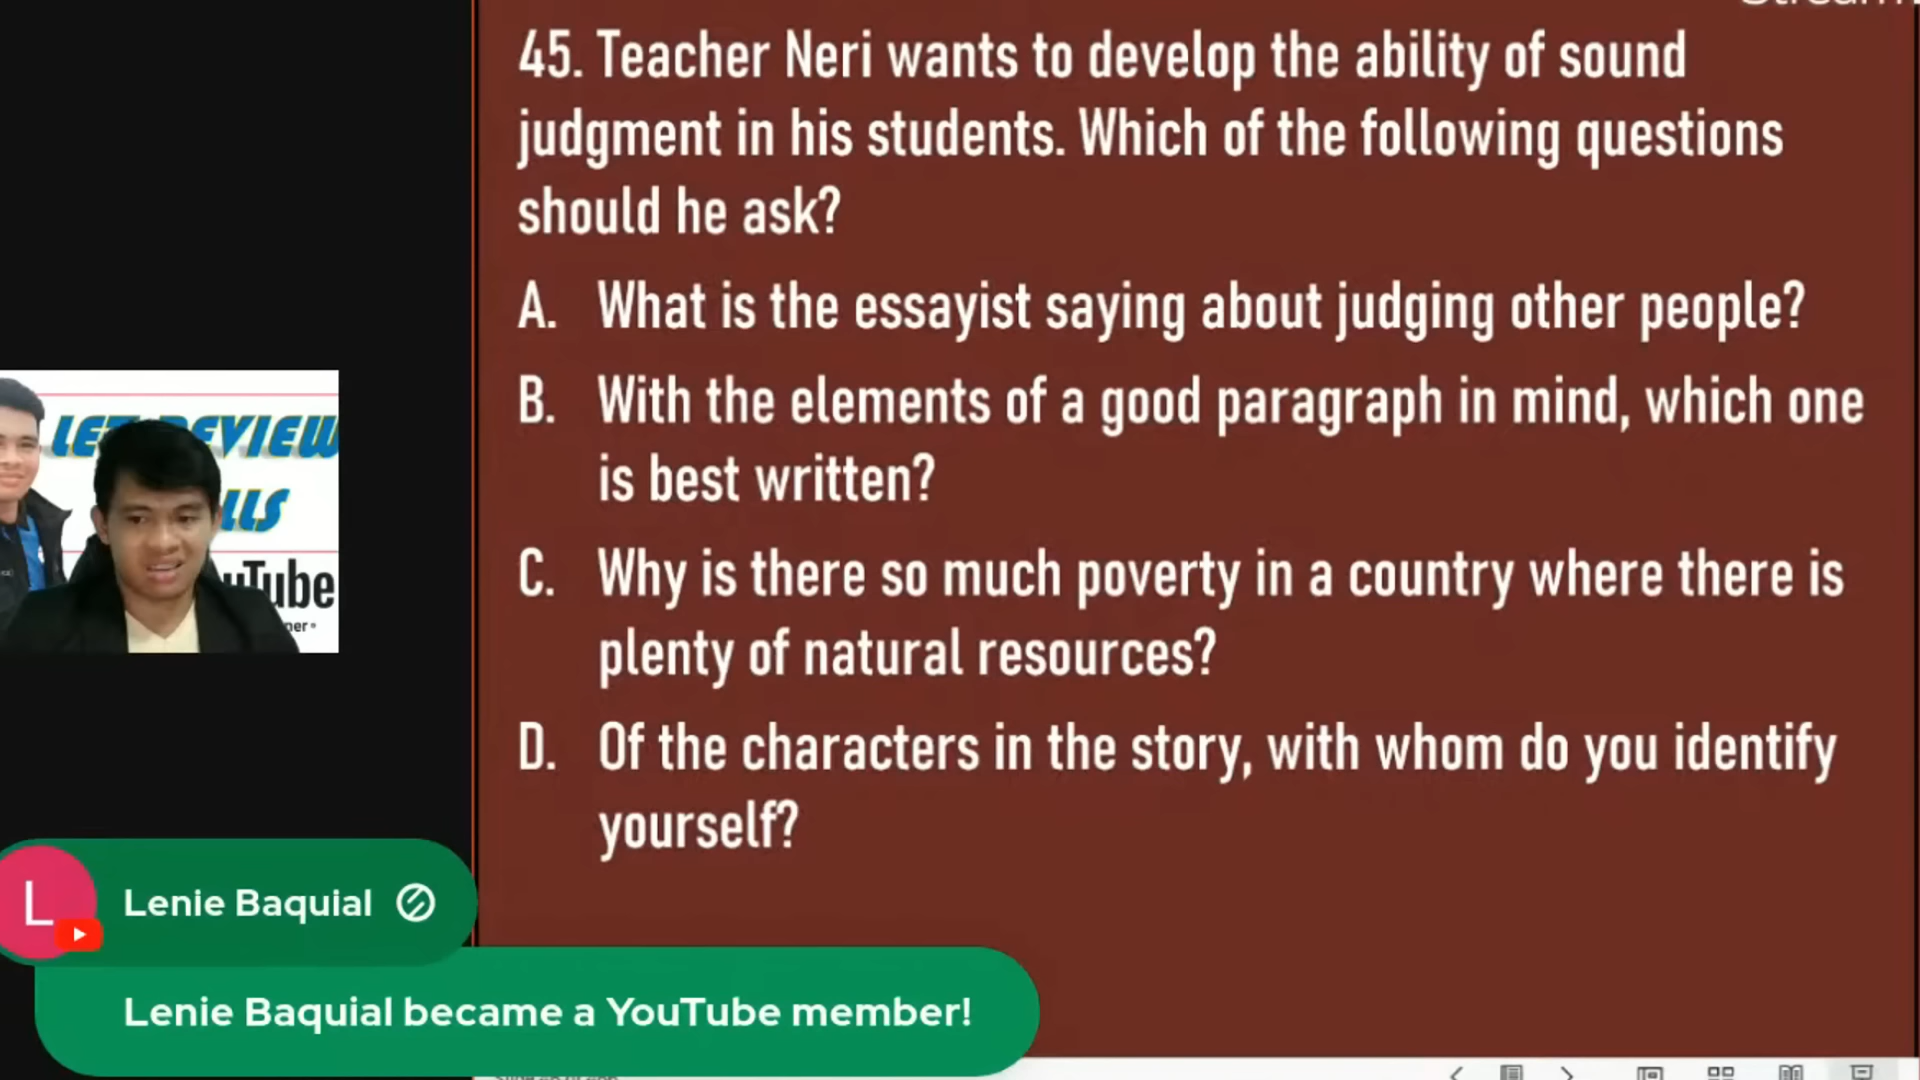 45. Teacher Neri wants to develop the ability of sound
judgment in his students. Which of the following questions
should he ask?
A. What is the essayist saying about judging other people?
B. With the elements of a good paragraph in mind, which one
is best written?
C. Why is there so much poverty in a country where there is
plenty of natural resources?
D. Of the characters in the story, with whom do you identify
yourself?
L
Lenie Baquial
Lenie Baquial became a YouTube member!